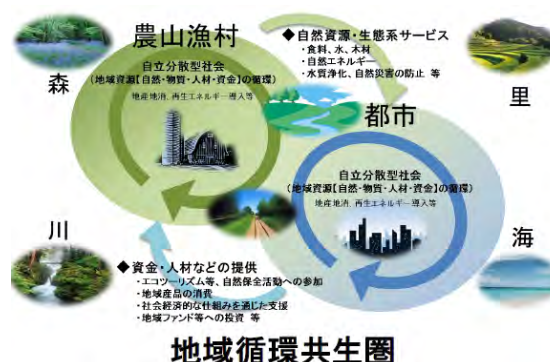 農山漁村
森
自立分散型社会
(地域資源【自然・物質・人材・資金】の循環)
地産地消、再生エネルギー導入等
◆自然資源・生態系サービス
・食料、水、木材
・自然エネルギー
・水質浄化、自然災害の防止 等
里
都市
自立分散型社会
(地域資源【自然・物質・人材・資金】の循環)
地産地消、再生エネルギー導入等
川
◆資金・人材などの提供
・エコツーリズム等、自然保全活動への参加
・地域産品の消費
・社会経済的な仕組みを通じた支援
・地域ファンド等への投資 等
海
地域循環共生圏